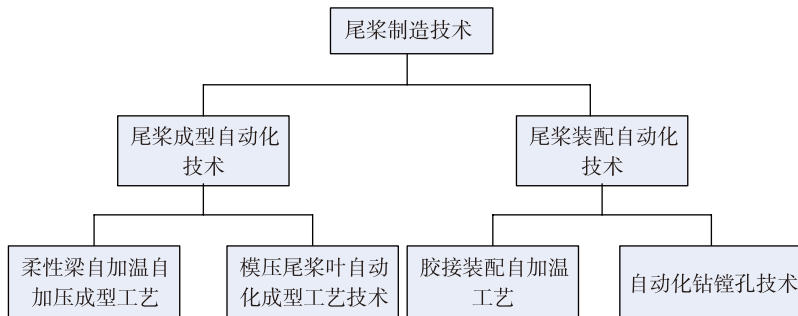 尾桨制造技术
尾桨成型自动化
技术
尾桨装配自动化
技术
柔性梁自加温自
加压成型工艺
模压尾桨叶自动
化成型工艺技术
胶接装配自加温
工艺
自动化钻镗孔技术